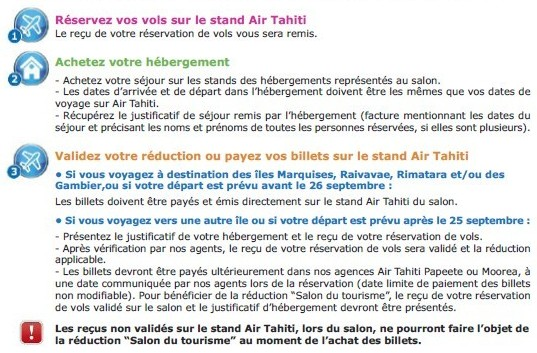 Réservez vos vols sur le stand Air Tahiti
1
Le reçu de votre réservation de vols vous sera remis.
Achetez votre hébergement
2
- Achetez votre séjour sur les stands des hébergements représentés au salon.
- Les dates d'arrivée et de départ dans l'hébergement doivent être les mêmes que vos dates de
voyage sur Air Tahiti.
- Récupérez le justificatif de séjour remis par l'hébergement (facture mentionnant les dates du
séjour et précisant les noms et prénoms de toutes les personnes réservées, si elles sont plusieurs).
Validez votre réduction ou payez vos billets sur le stand Air Tahiti
3
• Si vous voyagez à destination des îles Marquises, Raivavae, Rimatara et/ou des
Gambier,ou si votre départ est prévu avant le 26 septembre :
Les billets doivent être payés et émis directement sur le stand Air Tahiti du salon.
• Si vous voyagez vers une autre île ou si votre départ est prévu après le 25 septembre :
- Présentez le justificatif de votre hébergement et le reçu de votre réservation de vols.
- Après vérification par nos agents, le reçu de votre réservation de vols sera validé et la réduction
applicable.
- Les billets devront être payés ultérieurement dans nos agences Air Tahiti Papeete ou Moorea, à
une date communiquée par nos agents lors de la réservation (date limite de paiement des billets
non modifiable). Pour bénéficier de la réduction "Salon du tourisme", le reçu de votre réservation
de vols validé sur le salon et le justificatif d'hébergement devront être présentés.
! Les reçus non validés sur le stand Air Tahiti, lors du salon, ne pourront faire l'objet de
la réduction "Salon du tourisme" au moment de l'achat des billets.